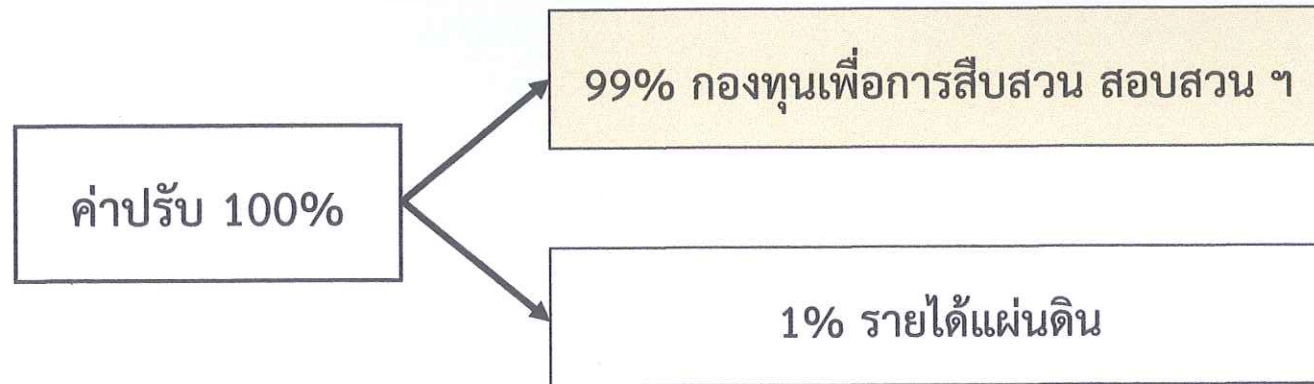 99% กองทุนเพื่อการสืบสวน สอบสวน ฯ
ค่าปรับ 100%
1% รายได้แผ่นดิน